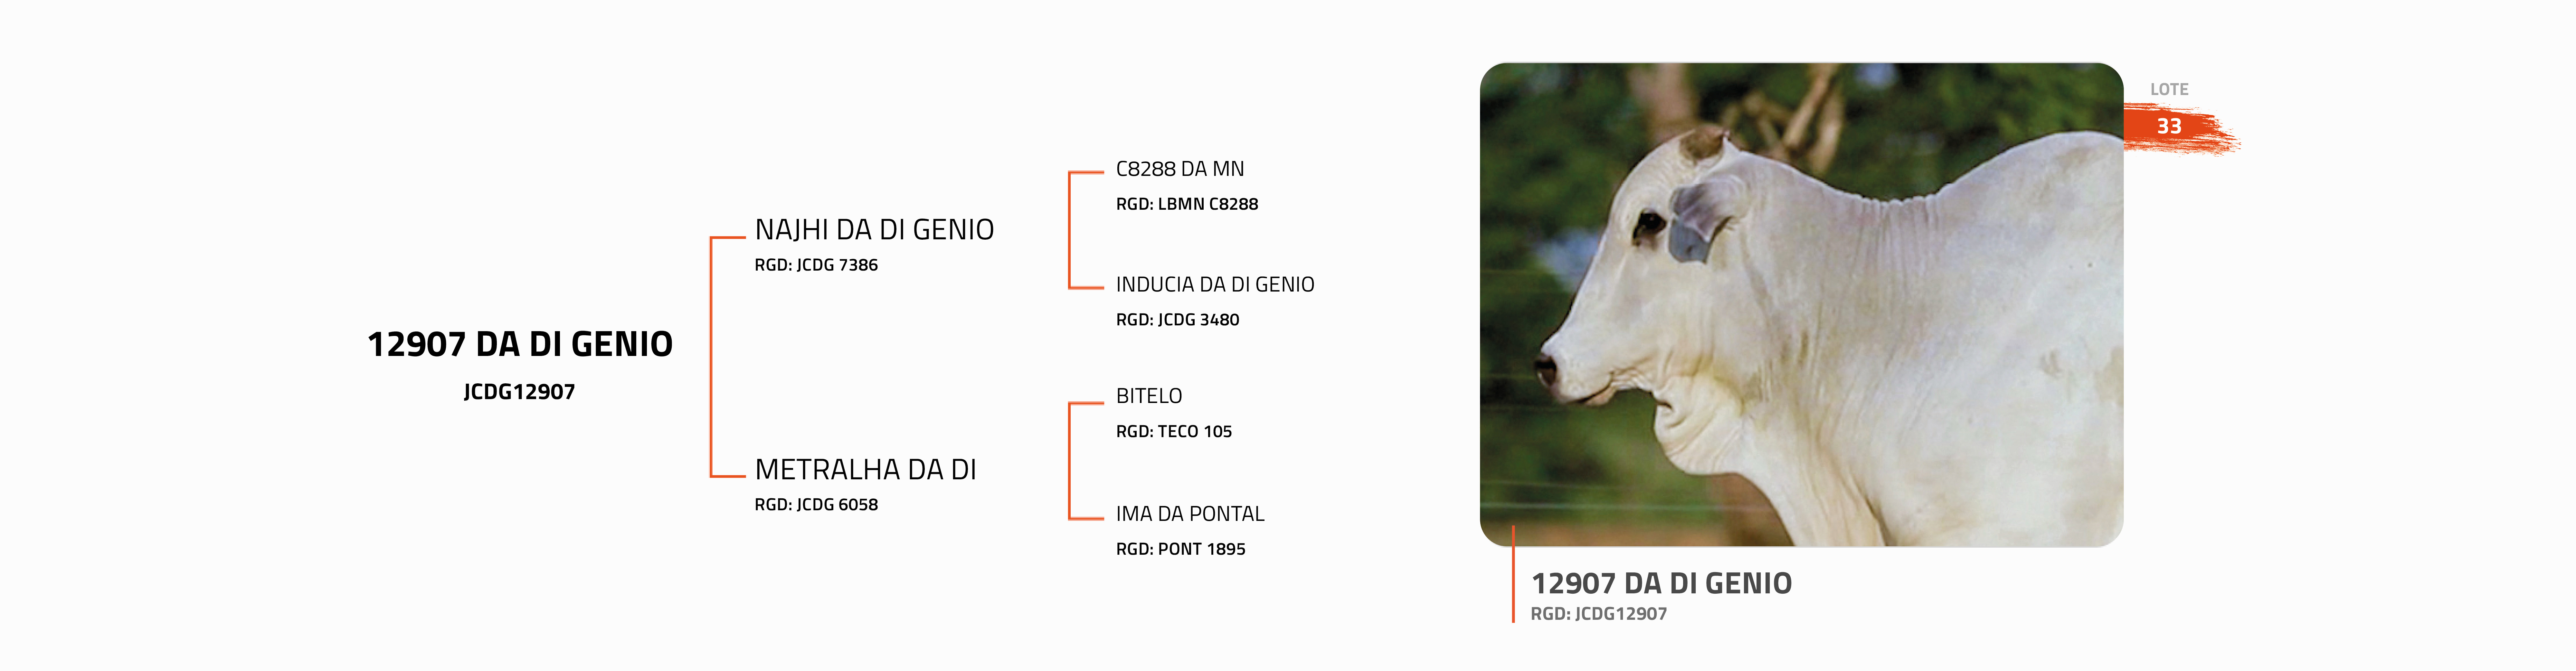 12907 DA DI GENIO
JCDG12907
NAJHI DA DI GENIO
RGD: JCDG 7386
METRALHA DA DI
RGD: JCDG 6058
C8288 DA MN
RGD: LBMN C8288
INDUCIA DA DI GENIO
RGD: JCDG 3480
BITELO
RGD: TECO 105
IMA DA PONTAL
RGD: PONT 1895
LOTE
33
12907 DA DI GENIO
RGD: JCDG12907